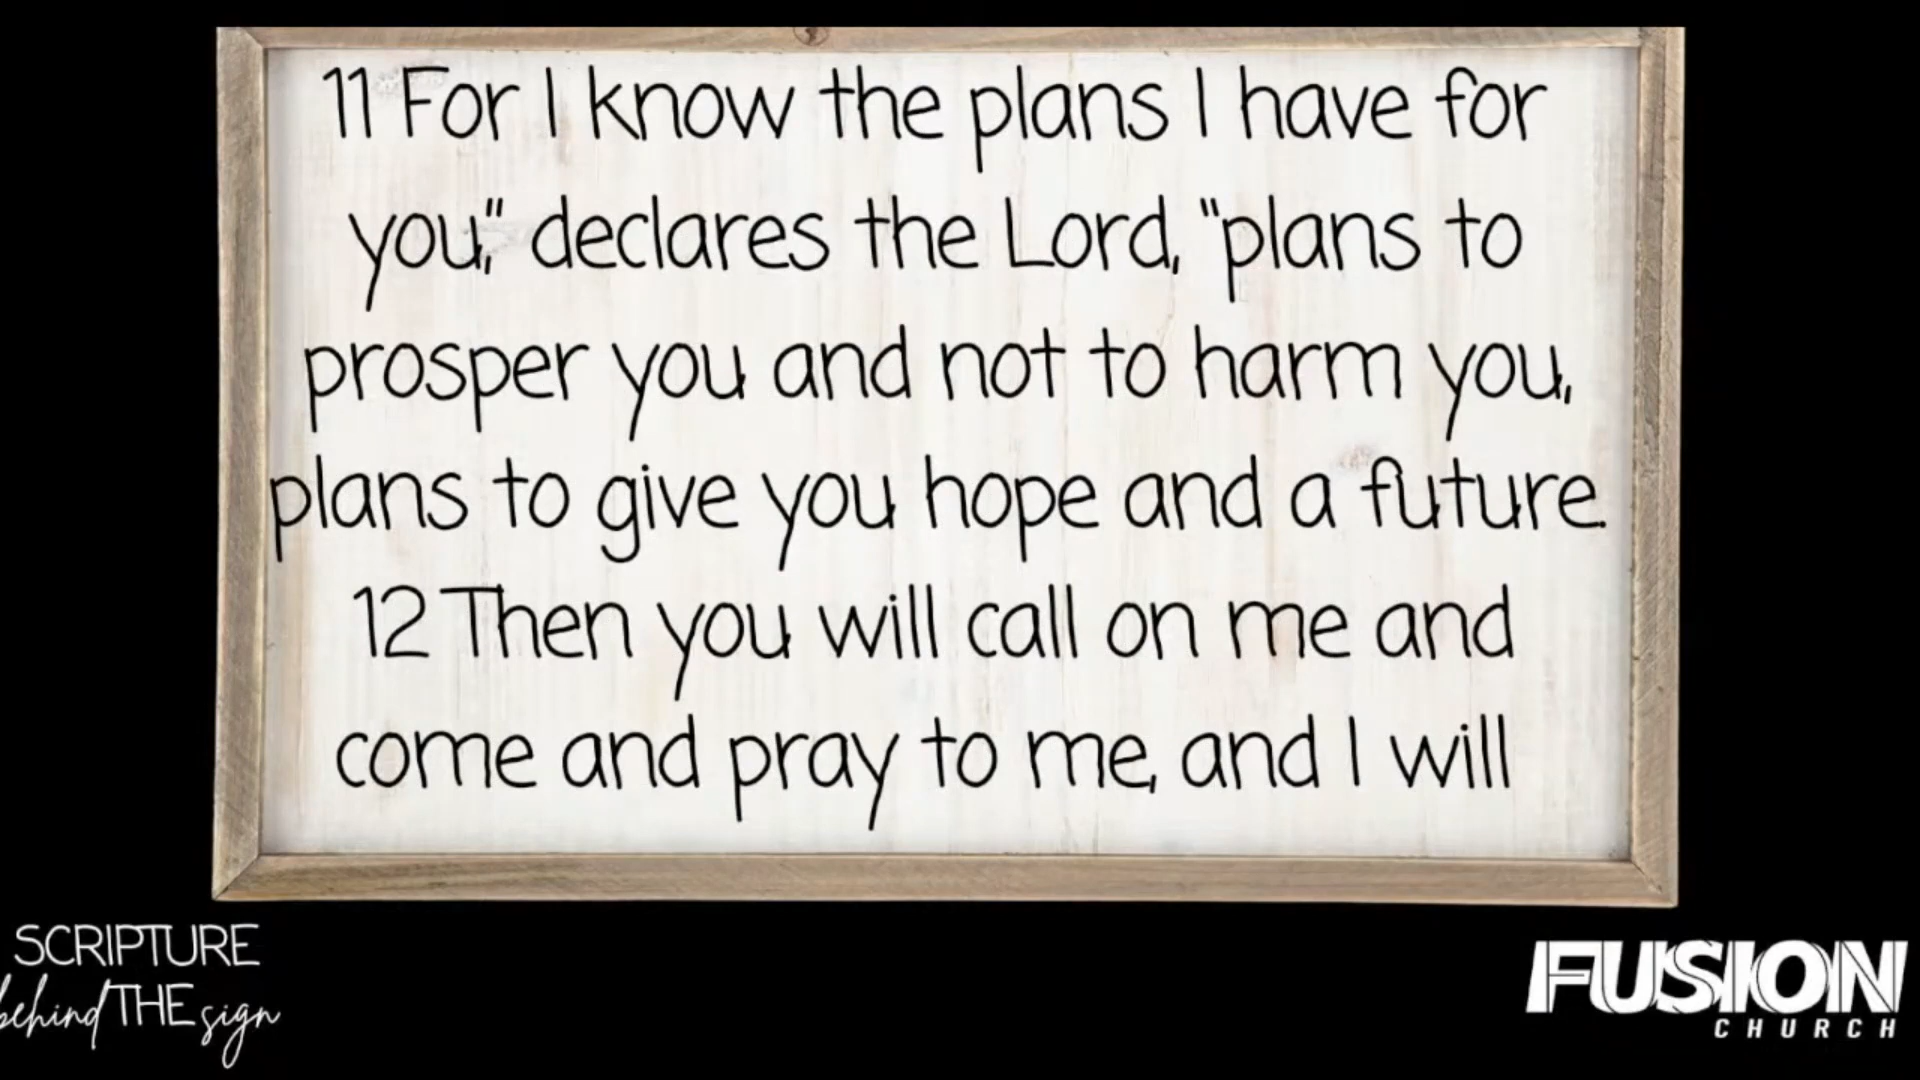 11 For I know the plans I have for
you," declares the Lord, "plans to
prosper you and not to harm you,
plans to give you hope and a future.
12 Then you will call on me and
come and pray to me, and I will
SCRIPTURE
behind THE sign
FUSION
CHURCH